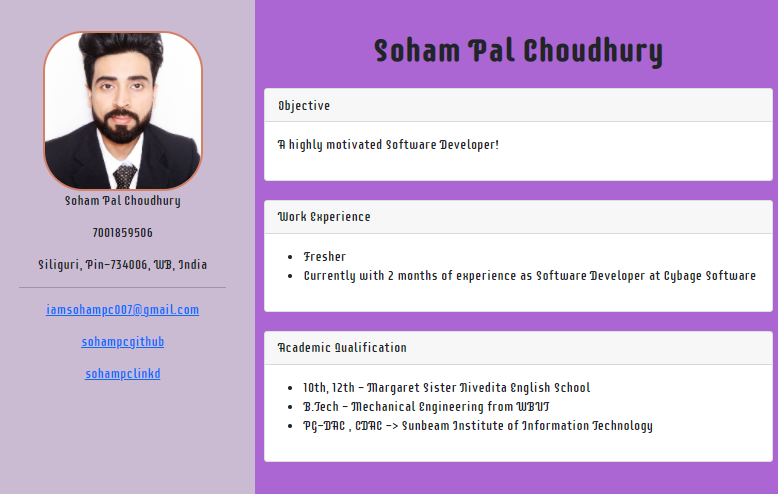 Soham Pal Choudhury
7001859506
Siliguri, Pin-734006, WB, India
iamsohampc007@gmail.com
sohampcgithub
sohampclinkd
Soham Pal Choudhury
Objective
A highly motivated Software Developer!
Work Experience
Fresher
Currently with 2 months of experience as Software Developer at Cybage Software
Academic Qualification
10th, 12th - Margaret Sister Nivedita English School
B.Tech - Mechanical Engineering from WBUT
PG-DAC , CDAC -> Sunbeam Institute of Information Technology